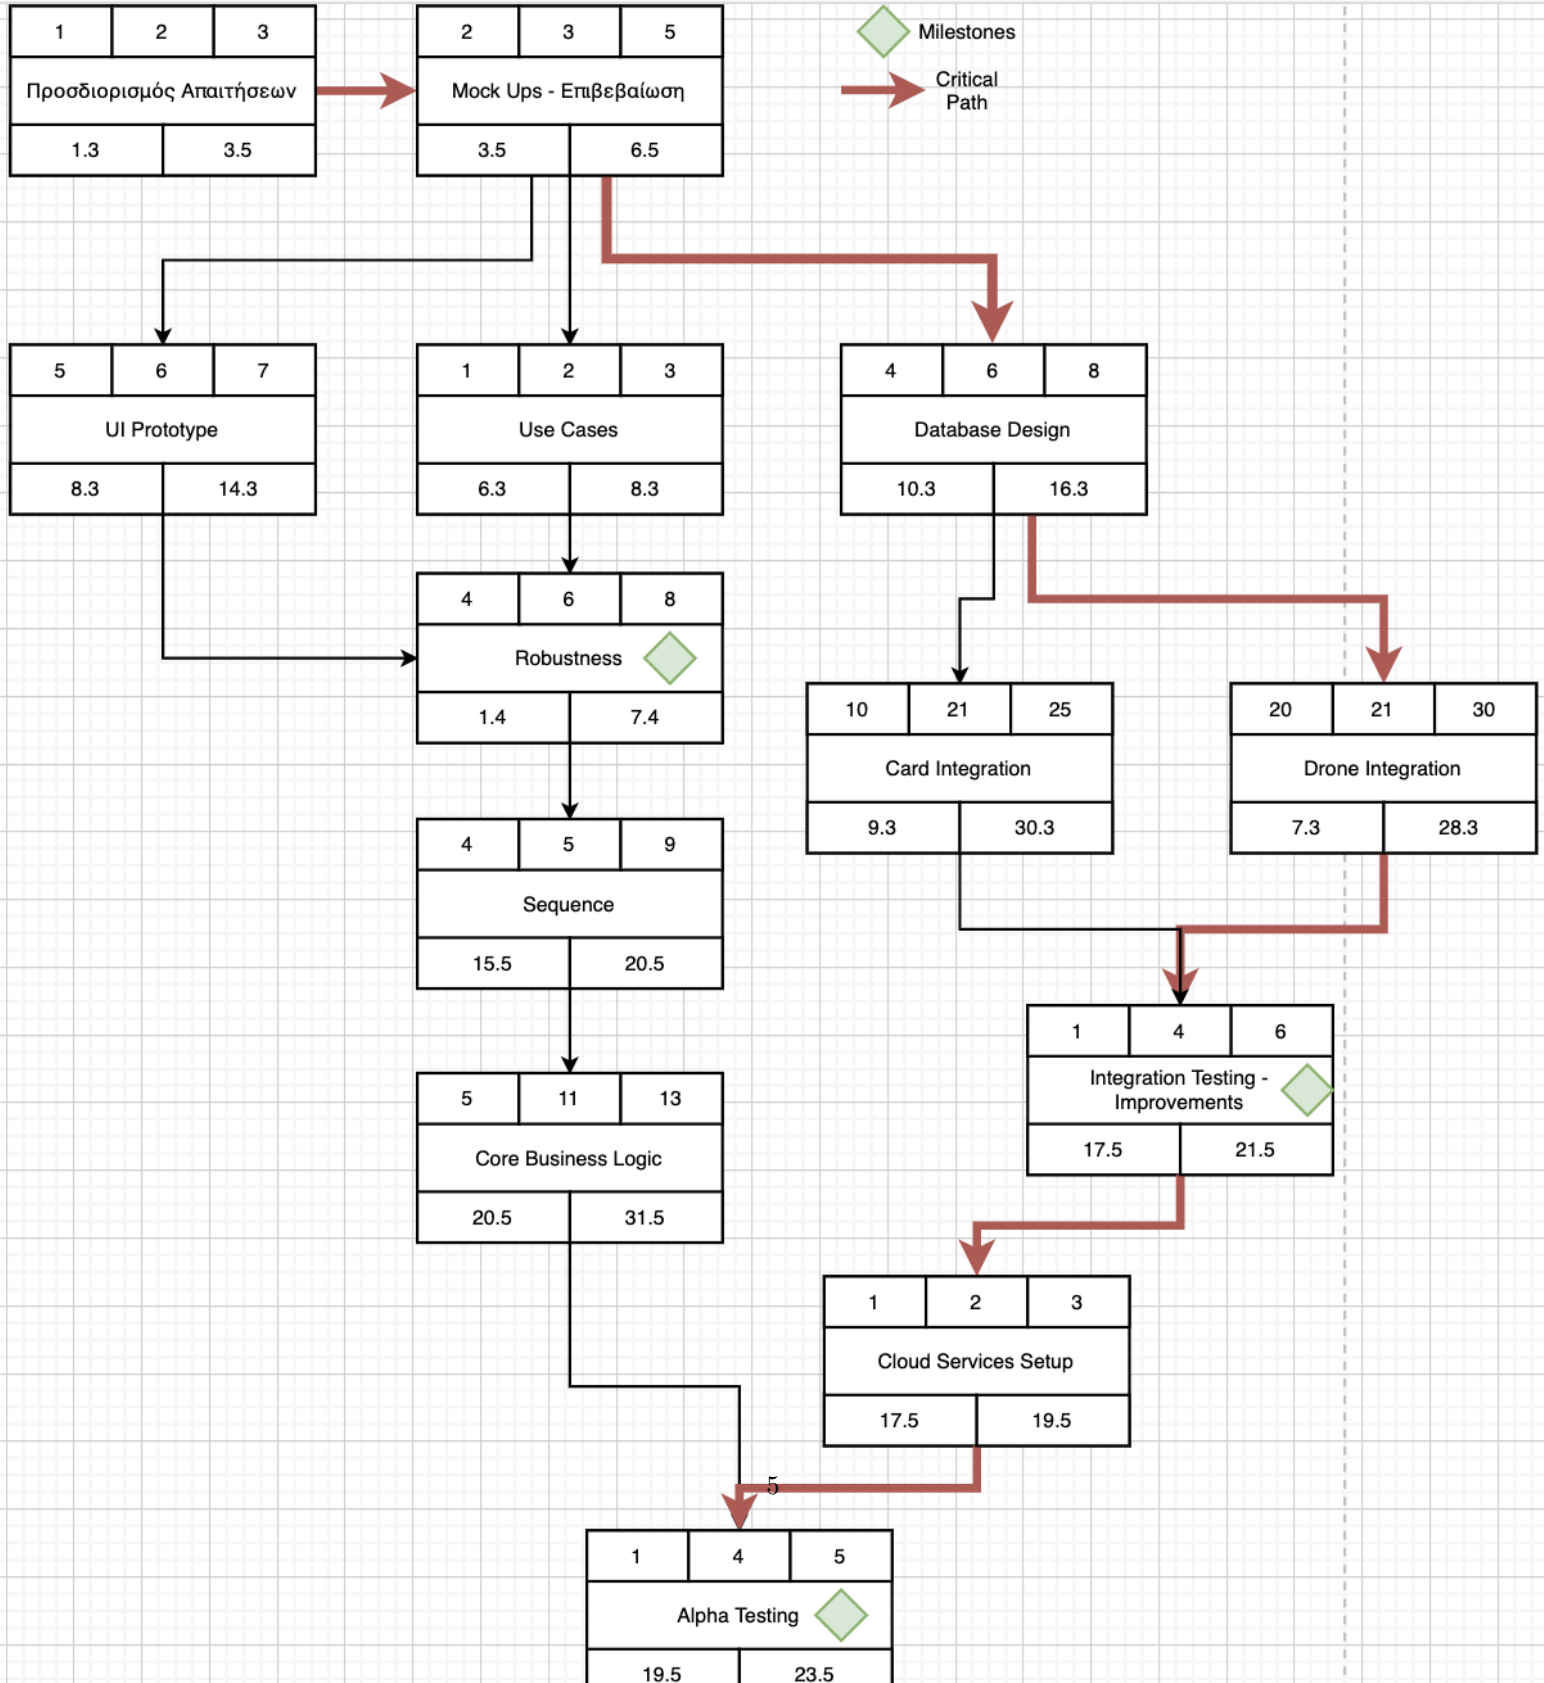 1 2 3
Προσδιορισμός Απαιτήσεων
1.3 3.5
2 3 5
Mock Ups - Επιβεβαίωση
3.5 6.5
Milestones
Critical
Path
5 6 7
UI Prototype
8.3 14.3
1 2 3
Use Cases
6.3 8.3
4 6 8
Database Design
10.3 16.3
4 6 8
Robustness
1.4 7.4
10 21 25
Card Integration
9.3 30.3
20 21 30
Drone Integration
7.3 28.3
4 5 9
Sequence
15.5 20.5
1 4 6
Integration Testing -
Improvements
17.5 21.5
5 11 13
Core Business Logic
20.5 31.5
1 2 3
Cloud Services Setup
17.5 19.5
5
1 4 5
Alpha Testing
19.5 23.5